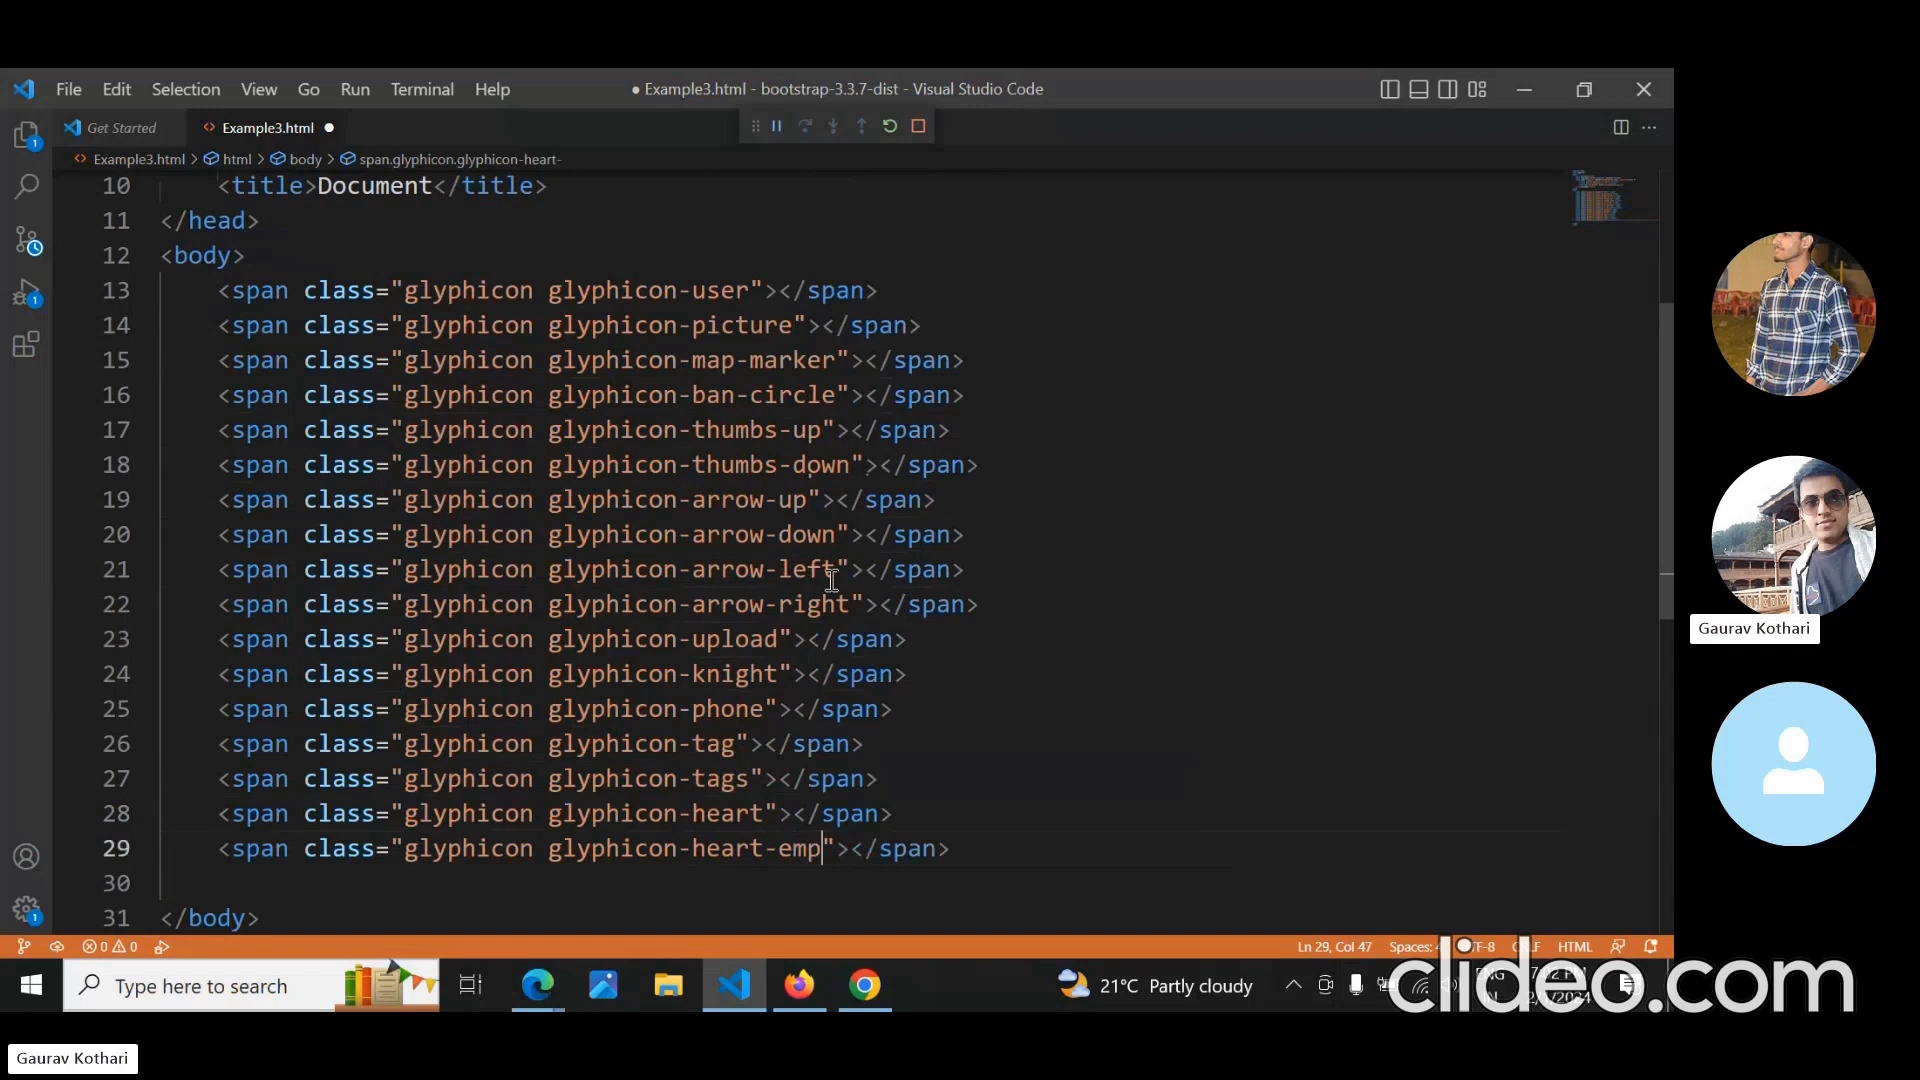 File Edit Selection View Go Run Terminal Help
● Example3.html - bootstrap-3.3.7-dist - Visual Studio Code
Get Started Example3.html
Example3.html > html > body > span.glyphicon.glyphicon-heart-
10 <title>Document</title>
11 </head>
12 <body>
13 <span class="glyphicon glyphicon-user"></span>
14 <span class="glyphicon glyphicon-picture"></span>
15 <span class="glyphicon glyphicon-map-marker"></span>
16 <span class="glyphicon glyphicon-ban-circle"></span>
17 <span class="glyphicon glyphicon-thumbs-up"></span>
18 <span class="glyphicon glyphicon-thumbs-down"></span>
19 <span class="glyphicon glyphicon-arrow-up"></span>
20 <span class="glyphicon glyphicon-arrow-down"></span>
21 <span class="glyphicon glyphicon-arrow-left"></span>
22 <span class="glyphicon glyphicon-arrow-right"></span>
23 <span class="glyphicon glyphicon-upload"></span>
24 <span class="glyphicon glyphicon-knight"></span>
25 <span class="glyphicon glyphicon-phone"></span>
26 <span class="glyphicon glyphicon-tag"></span>
27 <span class="glyphicon glyphicon-tags"></span>
28 <span class="glyphicon glyphicon-heart"></span>
29 <span class="glyphicon glyphicon-heart-emp"></span>
30
31 </body>
1
1
1
Gaurav Kothari
0 0 Ln 29, Col 47 Spaces: HTML
Type here to search
21°C Partly cloudy
ENG
clideo.com
Gaurav Kothari